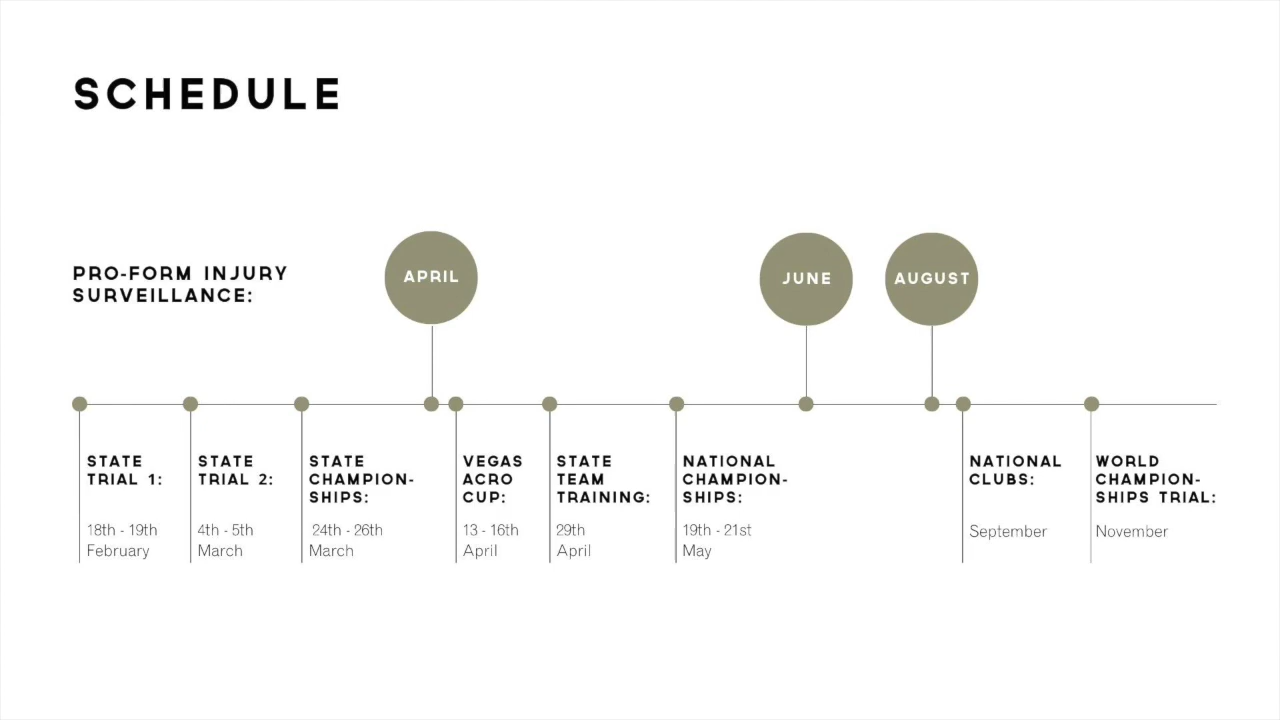 SCHEDULE
PRO-FORM INJURY
SURVEILLANCE:
APRIL
JUNE
AUGUST
STATE
TRIAL 1:
18th - 19th
February
STATE
TRIAL 2:
4th - 5th
March
STATE
CHAMPION-
SHIPS:
24th - 26th
March
VEGAS
ACRO
CUP:
13 - 16th
April
STATE
TEAM
TRAINING:
29th
April
NATIONAL
CHAMPION-
SHIPS:
19th - 21st
May
NATIONAL
CLUBS:
September
WORLD
CHAMPION-
SHIPS TRIAL:
November